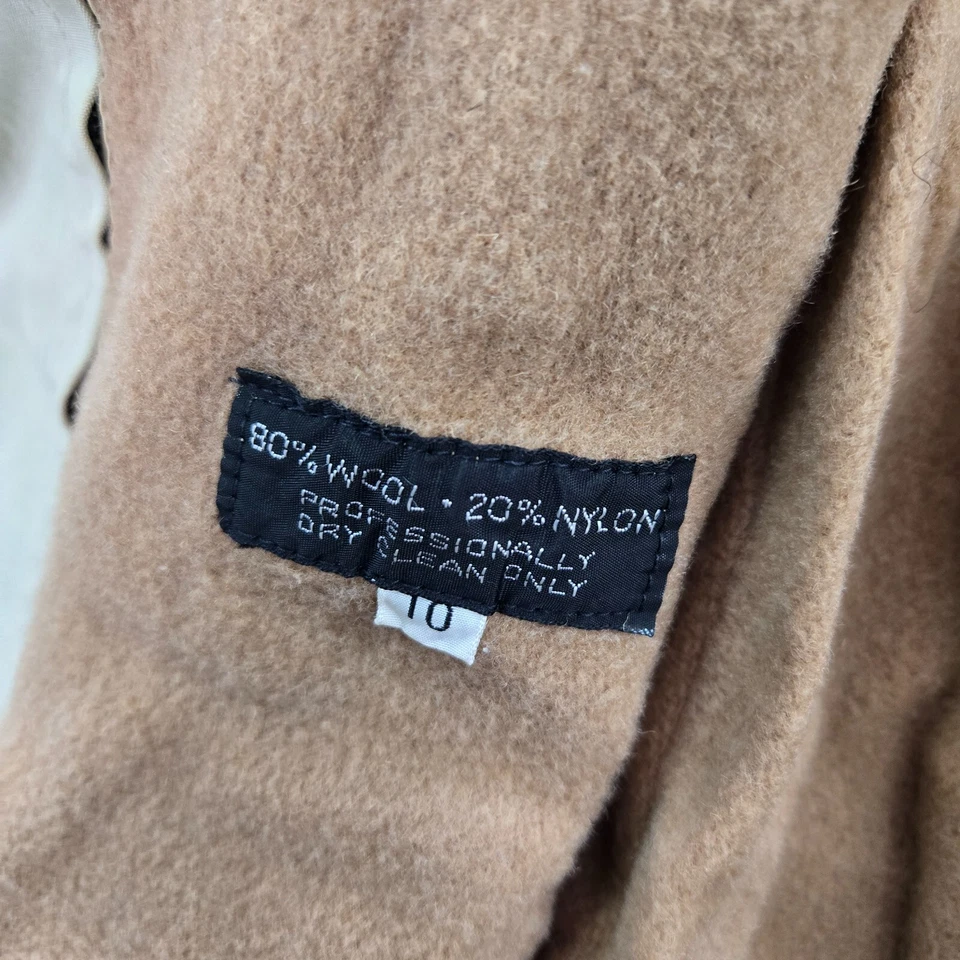 80% WOOL · 20% NYLON
PROFESSIONALLY
DRY CLEAN ONLY
10